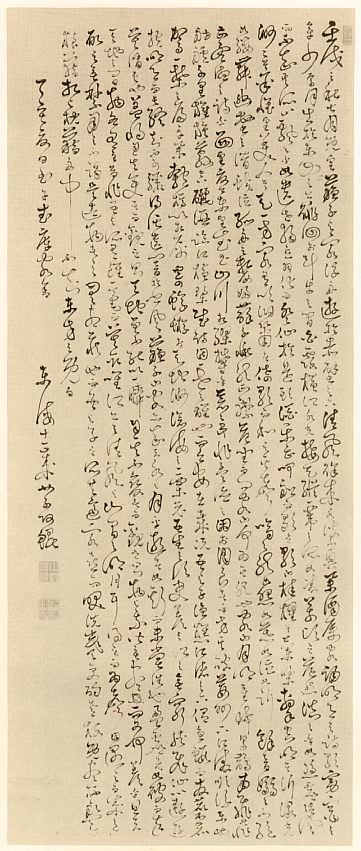 壬戌之秋七月既望蘇子與客泛舟遊於赤壁之下清風徐來水波不興舉酒屬客誦明月之詩歌窈窕之章
少焉月出於東山之上徘徊於斗牛之間白露橫江水光接天縱一葦之所如凌萬頃之茫然浩浩乎如馮虛御風
而不知其所止飄飄乎如遺世獨立羽化而登仙於是飲酒樂甚扣舷而歌之歌曰桂棹兮蘭槳擊空明兮泝流光
渺渺兮予懷望美人兮天一方客有吹洞簫者倚歌而和之其聲嗚嗚然如怨如慕如泣如訴餘音嫋嫋不絕
如縷舞幽壑之潛蛟泣孤舟之嫠婦蘇子愀然正襟危坐而問客曰何為其然也客曰月明星稀烏鵲南飛此非
曹孟德之詩乎西望夏口東望武昌山川相繆鬱乎蒼蒼此非孟德之困於周郎者乎方其破荊州下江陵順流而東也
舳艫千里旌旗蔽空釃酒臨江橫槊賦詩固一世之雄也而今安在哉況吾與子漁樵於江渚之上侶魚蝦而友麋鹿
駕一葉之扁舟舉匏樽以相屬寄蜉蝣於天地渺滄海之一粟哀吾生之須臾羨長江之無窮挾飛仙以遨遊
抱明月而長終知不可乎驟得託遺響於悲風蘇子曰客亦知夫水與月乎逝者如斯而未嘗往也盈虛者如彼而卒
莫消長也蓋將自其變者而觀之則天地曾不能以一瞬自其不變者而觀之則物與我皆無盡也而又何羨乎且夫
天地之間物各有主苟非吾之所有雖一毫而莫取惟江上之清風與山間之明月耳得之而為聲目遇之而成色
取之無禁用之不竭是造物者之無盡藏也而吾與子之所共適客喜而笑洗盞更酌肴核既盡杯盤狼
藉相與枕藉乎舟中不知東方之既白
夏日書于
東海十一